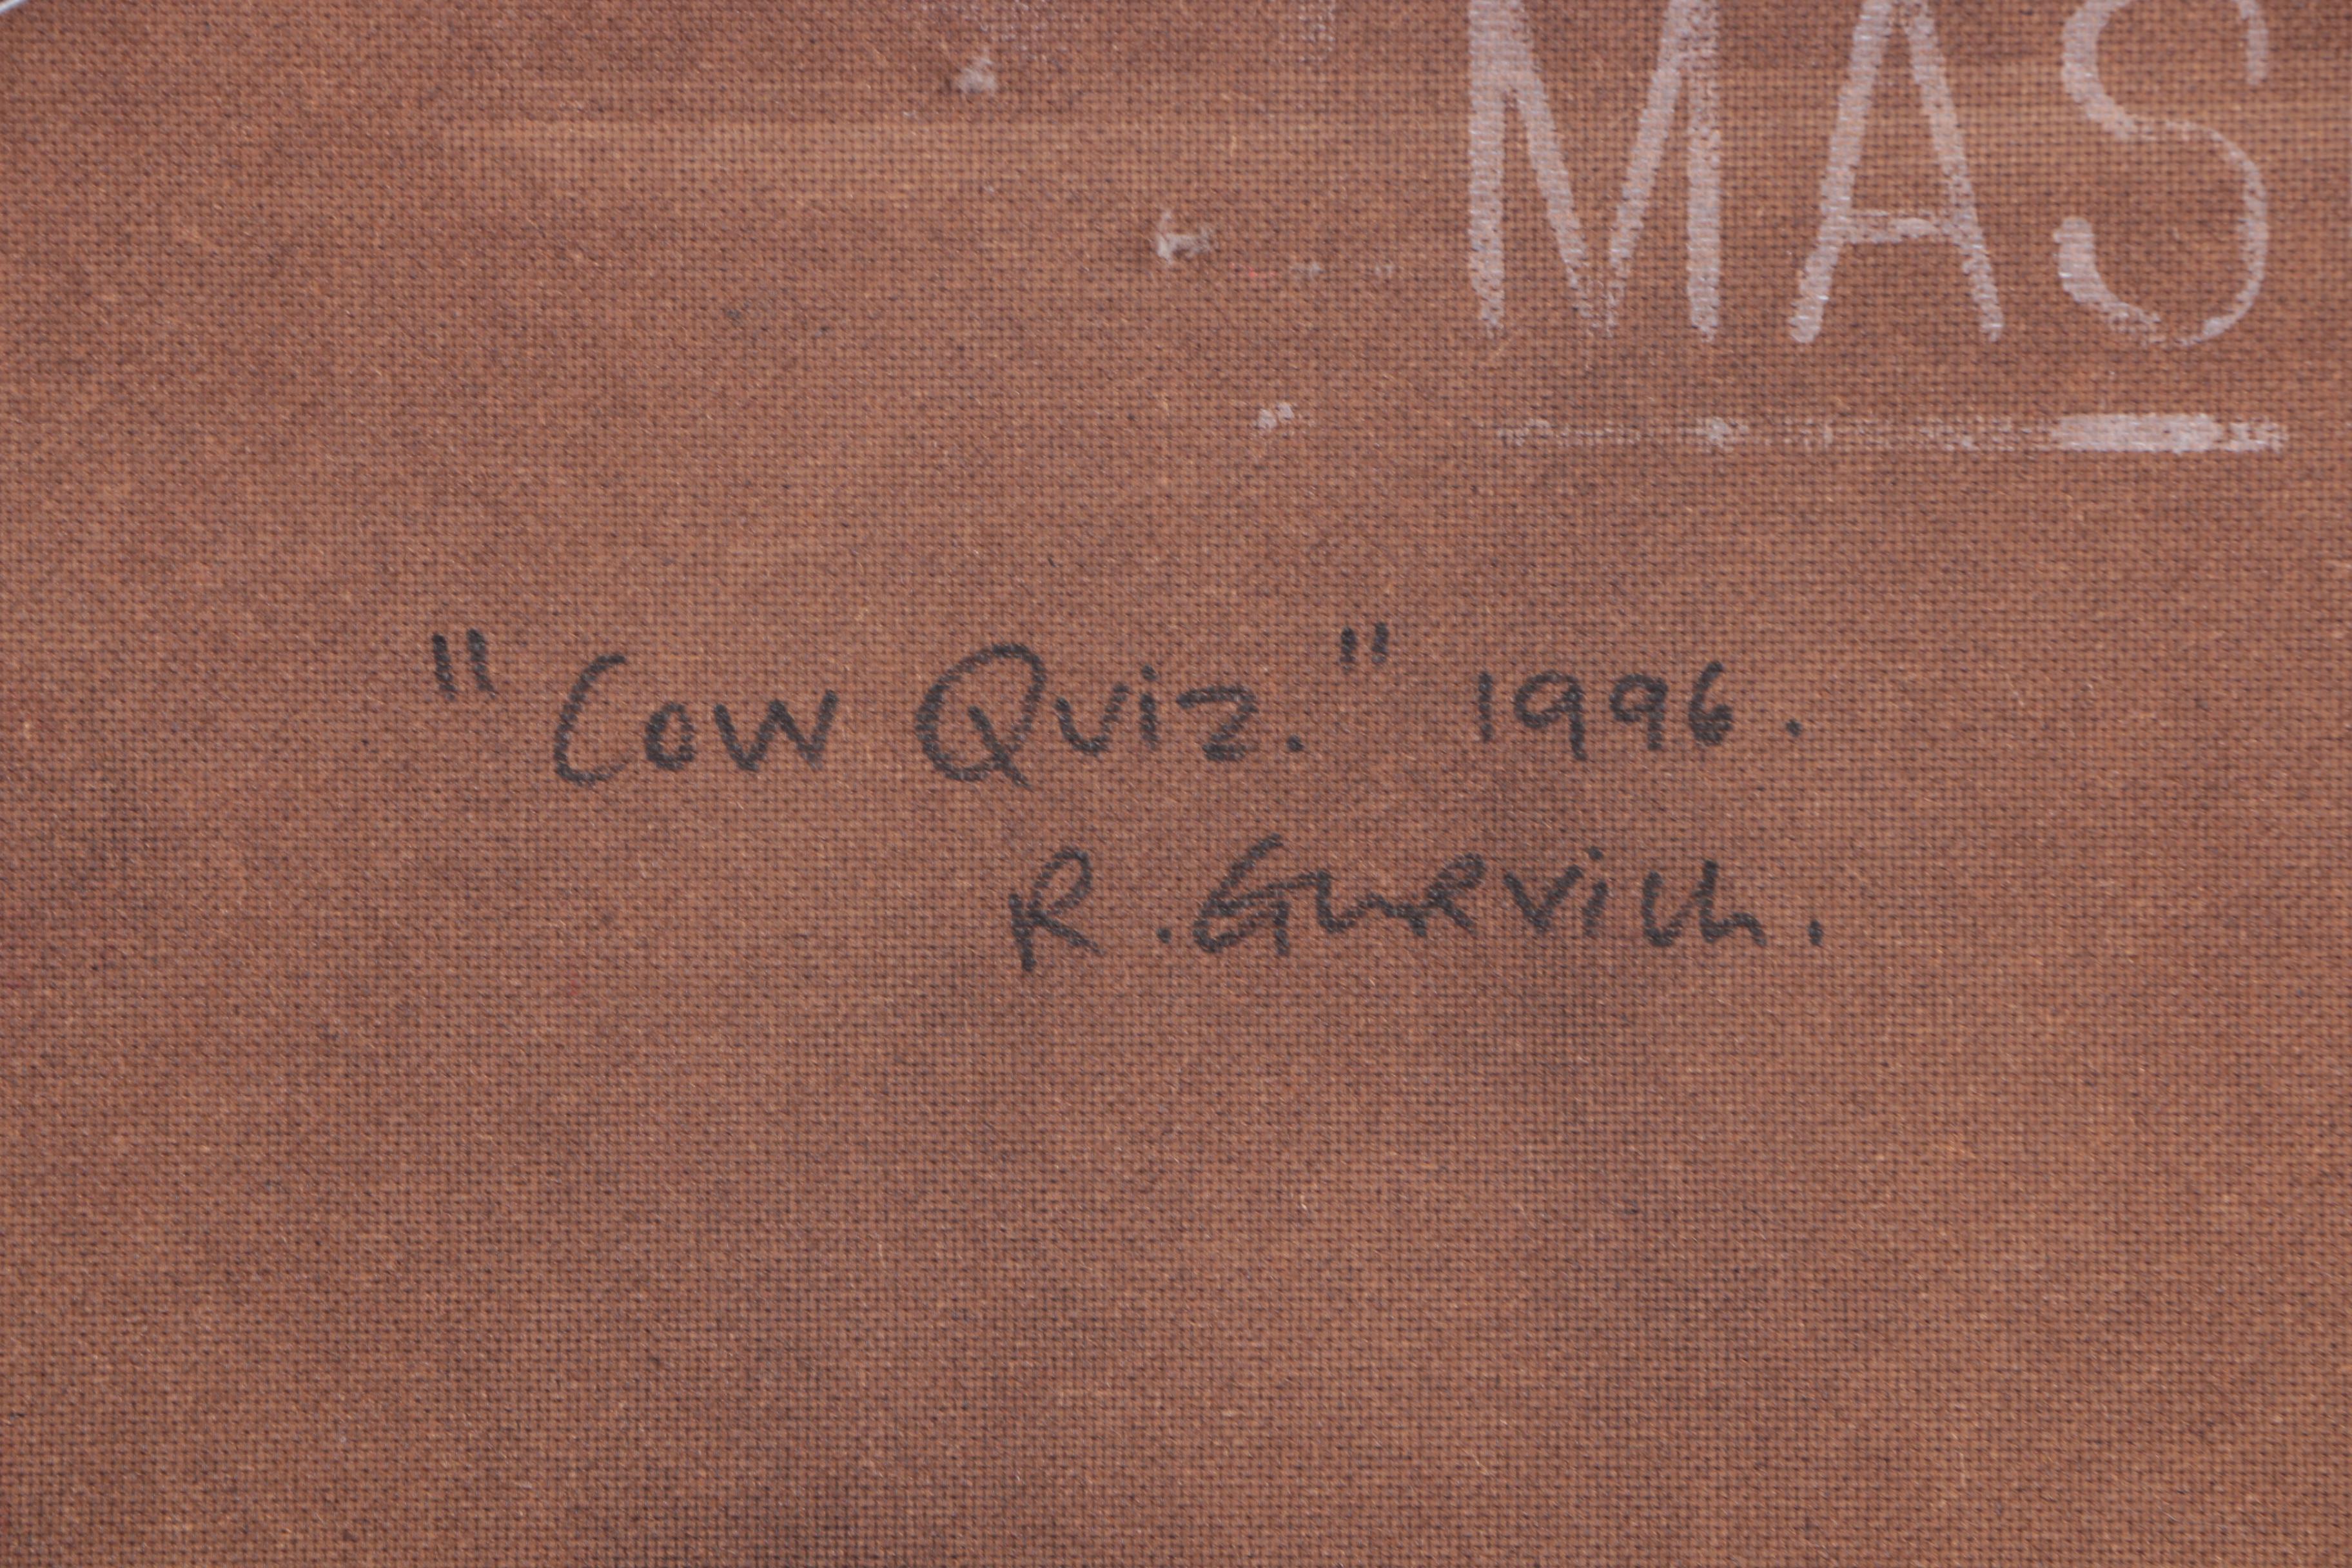 MAS
"Cow Quiz." 1996.
R. Gurvich.